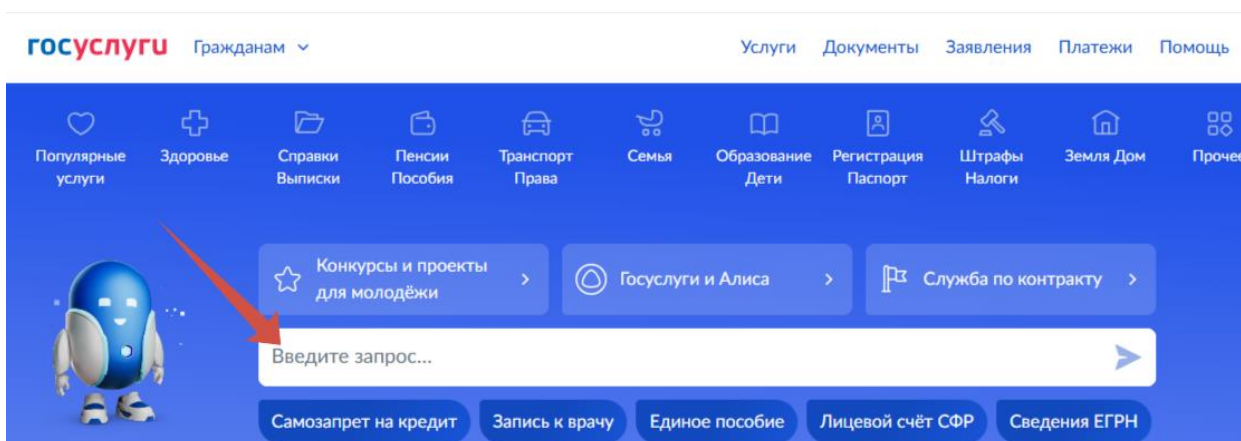 госуслуги Гражданам Услуги Документы Заявления Платежи Помощь
Популярные услуги
Здоровье
Справки Выписки
Пенсии Пособия
Транспорт Права
Семья
Образование Дети
Регистрация Паспорт
Штрафы Налоги
Земля Дом
Прочее
Конкурсы и проекты
для молодёжи
Госуслуги и Алиса
Служба по контракту
Введите запрос...
Самозапрет на кредит
Запись к врачу
Единое пособие
Лицевой счёт СФР
Сведения ЕГРН